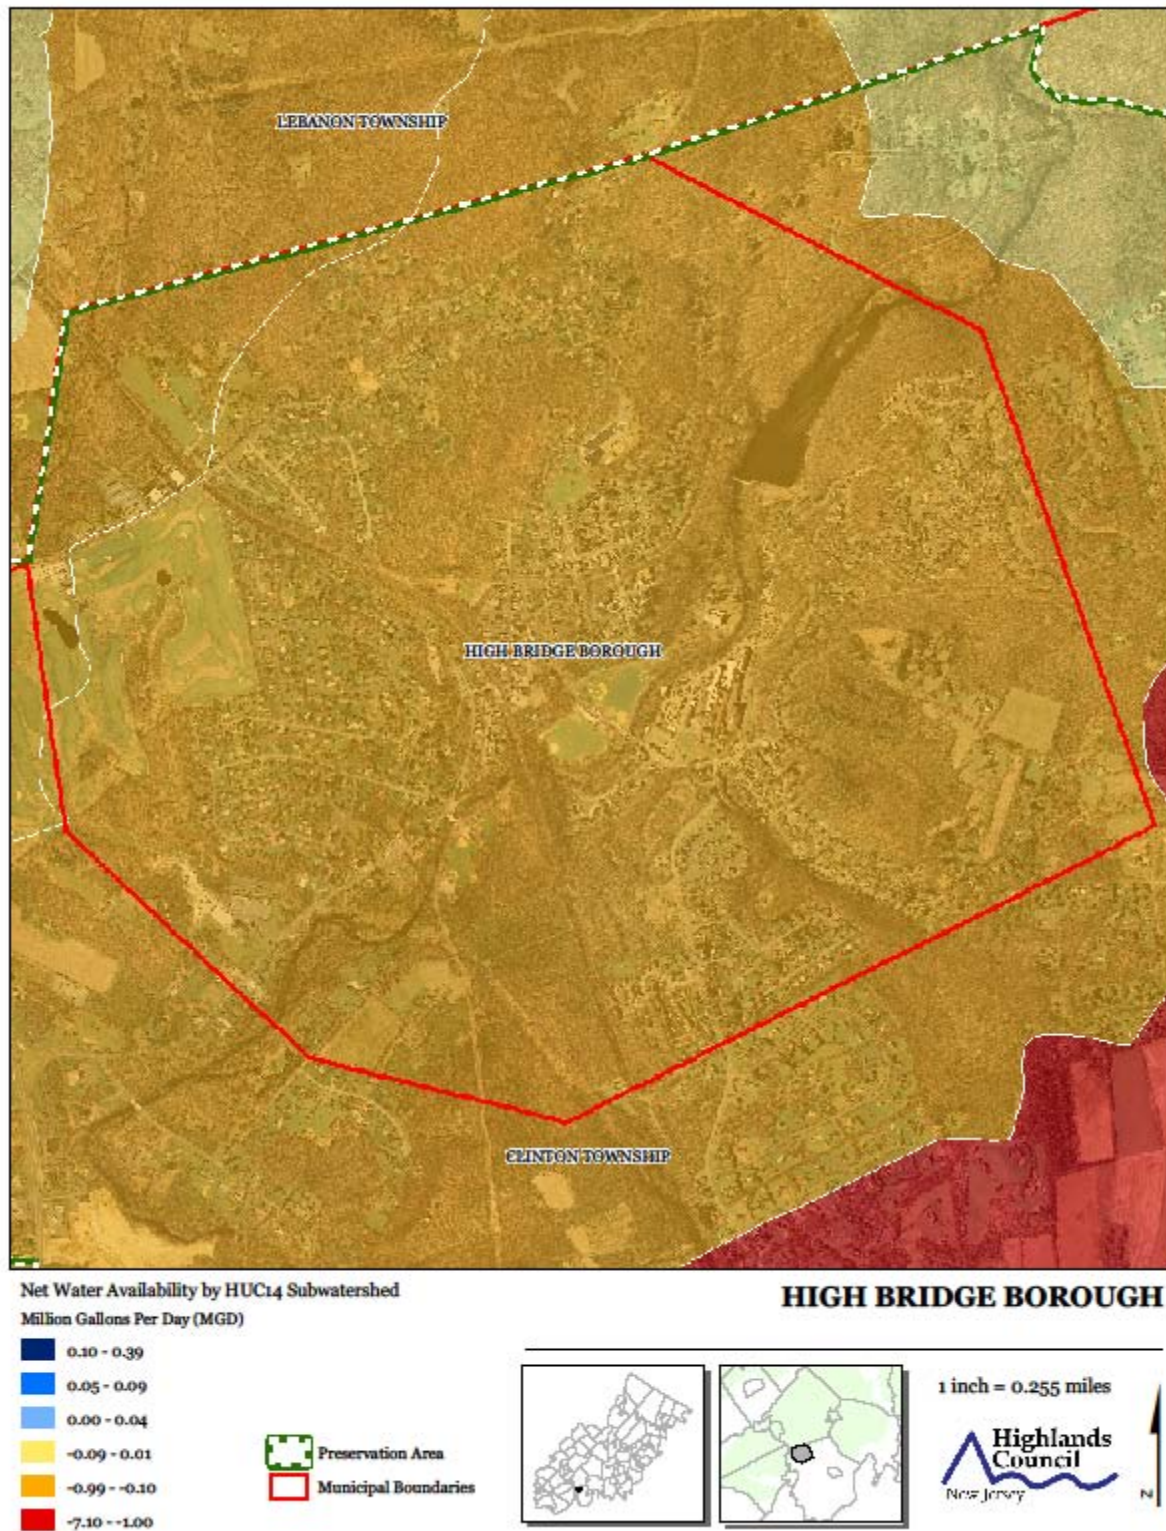 LEBANON TOWNSHIP
HIGH BRIDGE BOROUGH
CLINTON TOWNSHIP
Net Water Availability by HUC14 Subwatershed
Million Gallons Per Day (MGD)
0.10 - 0.39
0.05 - 0.09
0.00 - 0.04
-0.09 - 0.01
-0.99 - -0.10
-7.10 - -1.00
Preservation Area
Municipal Boundaries
HIGH BRIDGE BOROUGH
1 inch = 0.255 miles
Highlands
Council
New Jersey
N